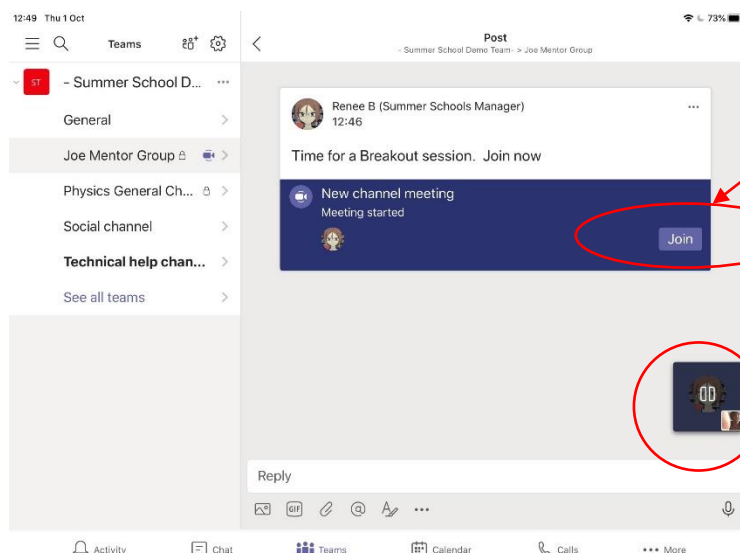 12:49 Thu 1 Oct
73%
Teams
Post
- Summer School Demo Team- > Joe Mentor Group
ST
- Summer School D... ...
General
Joe Mentor Group
Physics General Ch...
Social channel
Technical help chan...
See all teams
Renee B (Summer Schools Manager)
12:46
Time for a Breakout session. Join now
New channel meeting
Meeting started
Join
Reply
GIF
Activity
Chat
Teams
Calendar
Calls
More